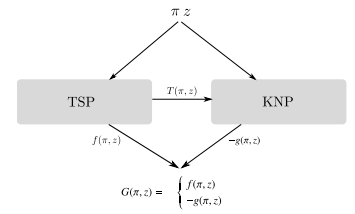 π z
TSP
T(π, z)
KNP
f(π, z)
−g(π, z)
G(π, z) = { f(π, z)
−g(π, z)